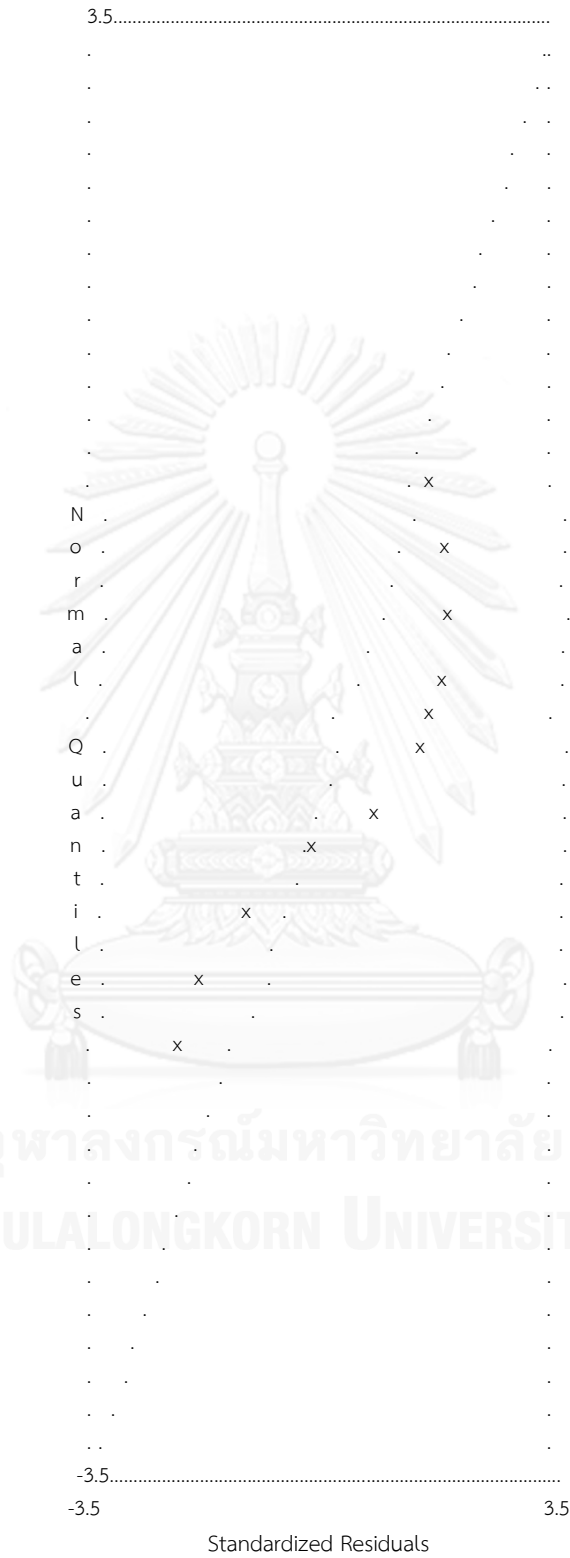 3.5..........................................................................
. ..
. . .
. . .
. . .
. . .
. . .
. . .
. . .
. . .
. . .
. . .
. . .
. . .
. . x .
N . . .
o . . x .
r . . .
m . . x .
a . . .
l . . x .
. . x .
Q . . x .
u . . .
a . . x .
n . .x .
t . . .
i . x . .
l . . .
e . x . .
s . . .
. x . .
. . .
. . .
ฬาลงกรณ์มหาวิทยาลัย
. . .
. . .
. . .
ULALONGKORN UNIVERSIT
. . .
. . .
. . .
. . .
. . .
. . .
. . .
-3.5..........................................................................
-3.5 3.5
Standardized Residuals